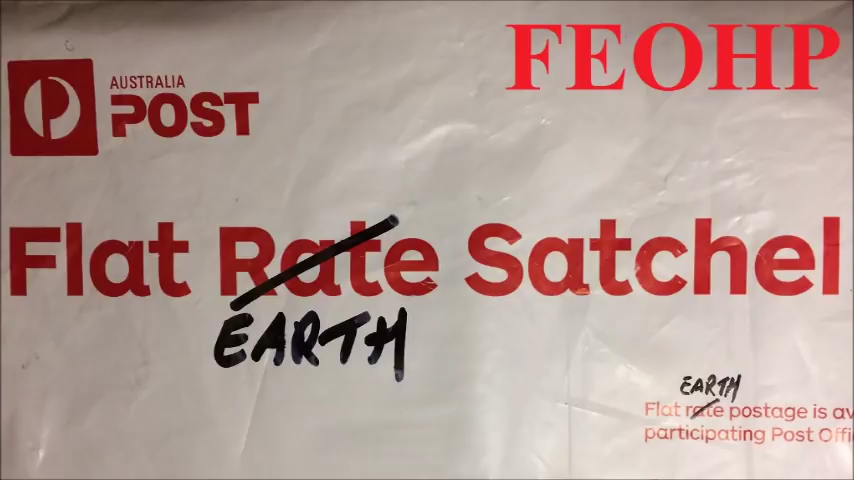 FEOHP
AUSTRALIA
POST
Flat Rate Satchel
EARTH
EARTH
Flat rate postage is av
participating Post Offi